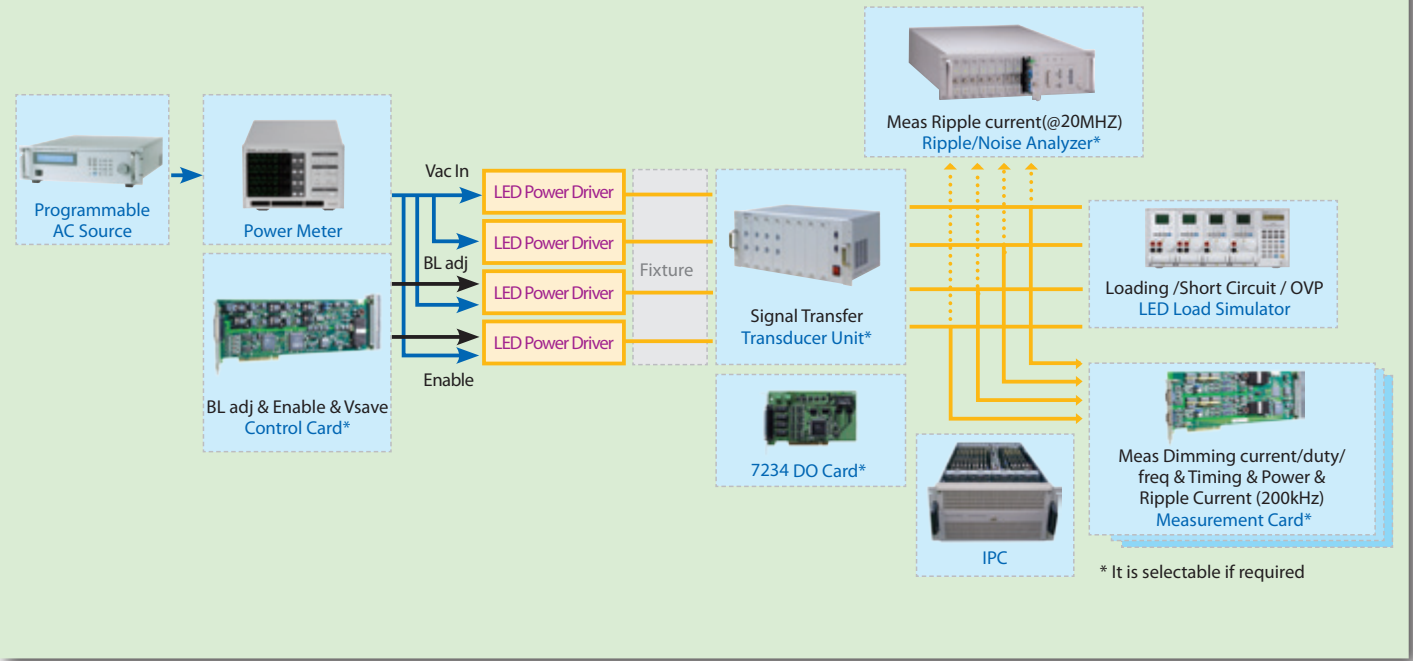 Meas Ripple current(@20MHZ)
Ripple/Noise Analyzer*
Programmable
AC Source
Power Meter
Vac In
BL adj
Enable
LED Power Driver
LED Power Driver
LED Power Driver
LED Power Driver
Fixture
Signal Transfer
Transducer Unit*
Loading /Short Circuit / OVP
LED Load Simulator
BL adj & Enable & Vsave
Control Card*
7234 DO Card*
IPC
Meas Dimming current/duty/
freq & Timing & Power &
Ripple Current (200kHz)
Measurement Card*
* It is selectable if required